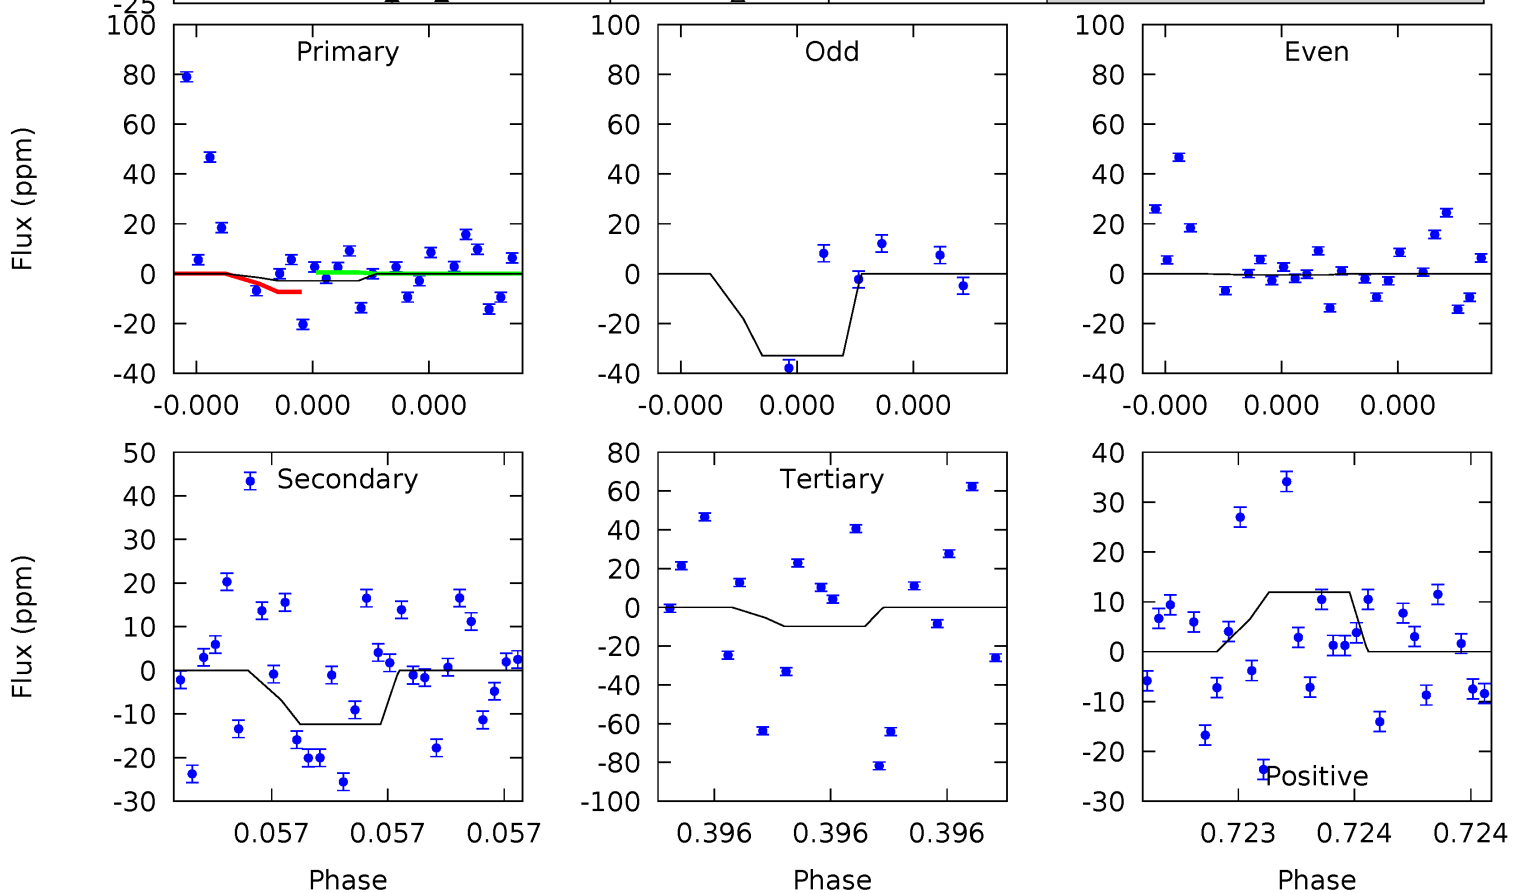 -25
100 Primary 100 Odd 100 Even
80 80 80
60 60 60
40 40 40
20 20 20
0 0 0
-20 -20 -20
-40 -40 -40
Flux (ppm)
-0.000 0.000 0.000 -0.000 0.000 0.000 -0.000 0.000 0.000
50 Secondary 80 Tertiary 40
40 60 30
30 40 20
20 20 10
10 0 0
0 -20 -10
-10 -40 -20
-20 -60 -30
-30 -80 Positive
-100
Flux (ppm)
0.057 0.057 0.057 0.396 0.396 0.396 0.723 0.724 0.724
Phase Phase Phase